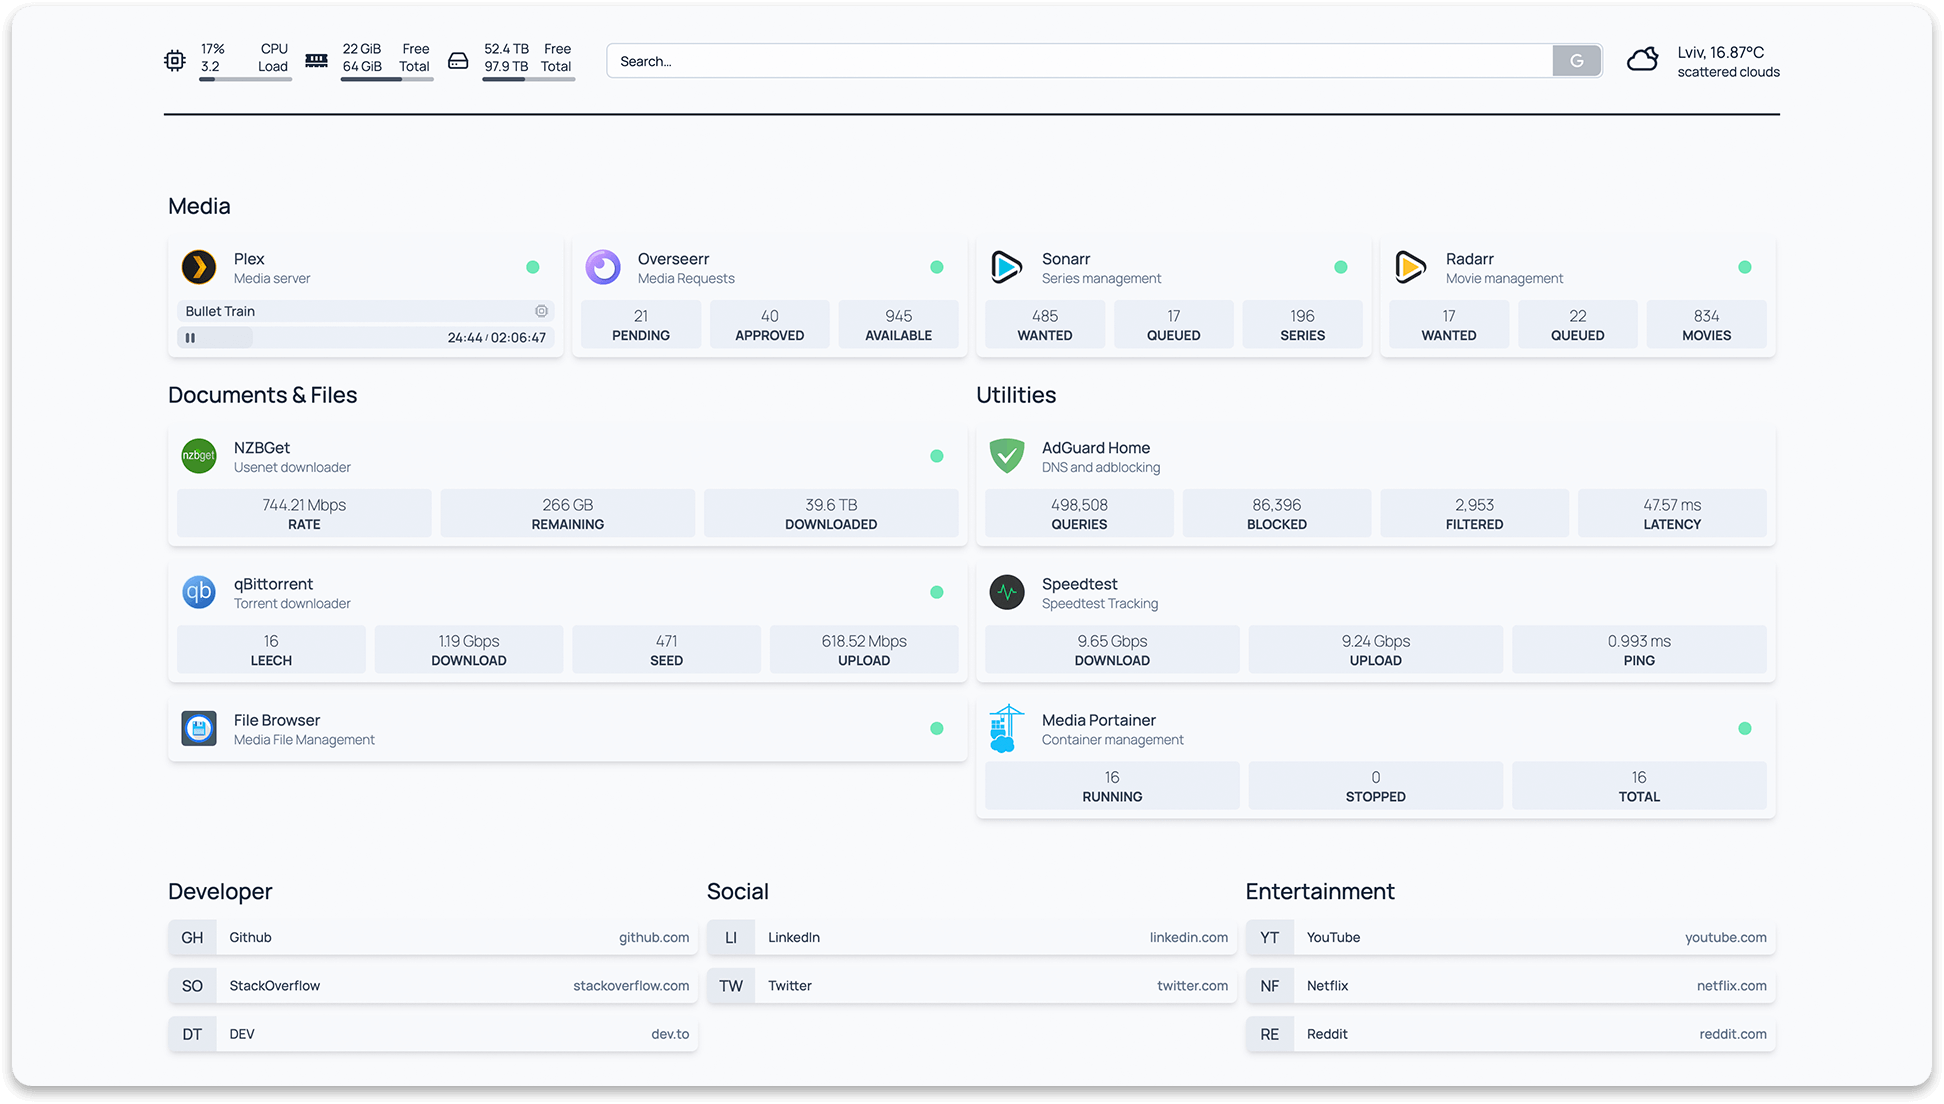 17% CPU
3.2 Load
22 GiB Free
64 GiB Total
52.4 TB Free
97.9 TB Total
Search...
G
Lviv, 16.87°C
scattered clouds
Media
Plex
Media server
Bullet Train
24:44 / 02:06:47
Overseerr
Media Requests
21 40 945
PENDING APPROVED AVAILABLE
Sonarr
Series management
485 17 196
WANTED QUEUED SERIES
Radarr
Movie management
17 22 834
WANTED QUEUED MOVIES
Documents & Files
nzbget
NZBGet
Usenet downloader
744.21 Mbps 266 GB 39.6 TB
RATE REMAINING DOWNLOADED
qb
qBittorrent
Torrent downloader
16 1.19 Gbps 471 618.52 Mbps
LEECH DOWNLOAD SEED UPLOAD
File Browser
Media File Management
Utilities
AdGuard Home
DNS and adblocking
498,508 86,396 2,953 47.57 ms
QUERIES BLOCKED FILTERED LATENCY
Speedtest
Speedtest Tracking
9.65 Gbps 9.24 Gbps 0.993 ms
DOWNLOAD UPLOAD PING
Media Portainer
Container management
16 0 16
RUNNING STOPPED TOTAL
Developer
GH Github github.com
SO StackOverflow stackoverflow.com
DT DEV dev.to
Social
LI LinkedIn linkedin.com
TW Twitter twitter.com
Entertainment
YT YouTube youtube.com
NF Netflix netflix.com
RE Reddit reddit.com